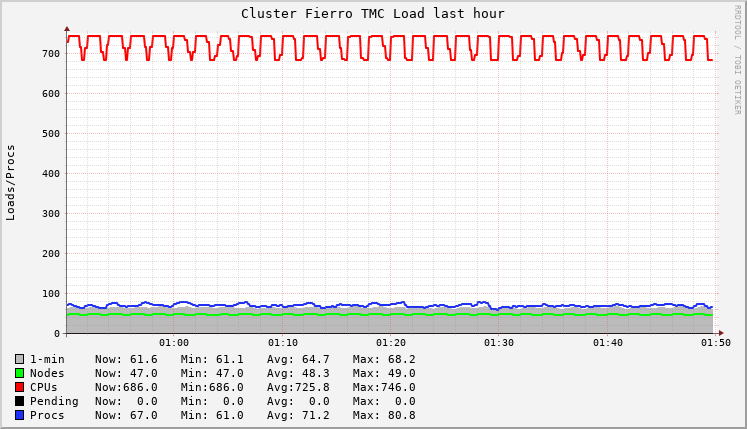 Cluster Fierro TMC Load last hour
RRDTOOL / TOBI OETIKER
Loads/Procs
700
600
500
400
300
200
100
0
01:00 01:10 01:20 01:30 01:40 01:50
1-min Now: 61.6 Min: 61.1 Avg: 64.7 Max: 68.2
Nodes Now: 47.0 Min: 47.0 Avg: 48.3 Max: 49.0
CPUs Now:686.0 Min:686.0 Avg:725.8 Max:746.0
Pending Now: 0.0 Min: 0.0 Avg: 0.0 Max: 0.0
Procs Now: 67.0 Min: 61.0 Avg: 71.2 Max: 80.8